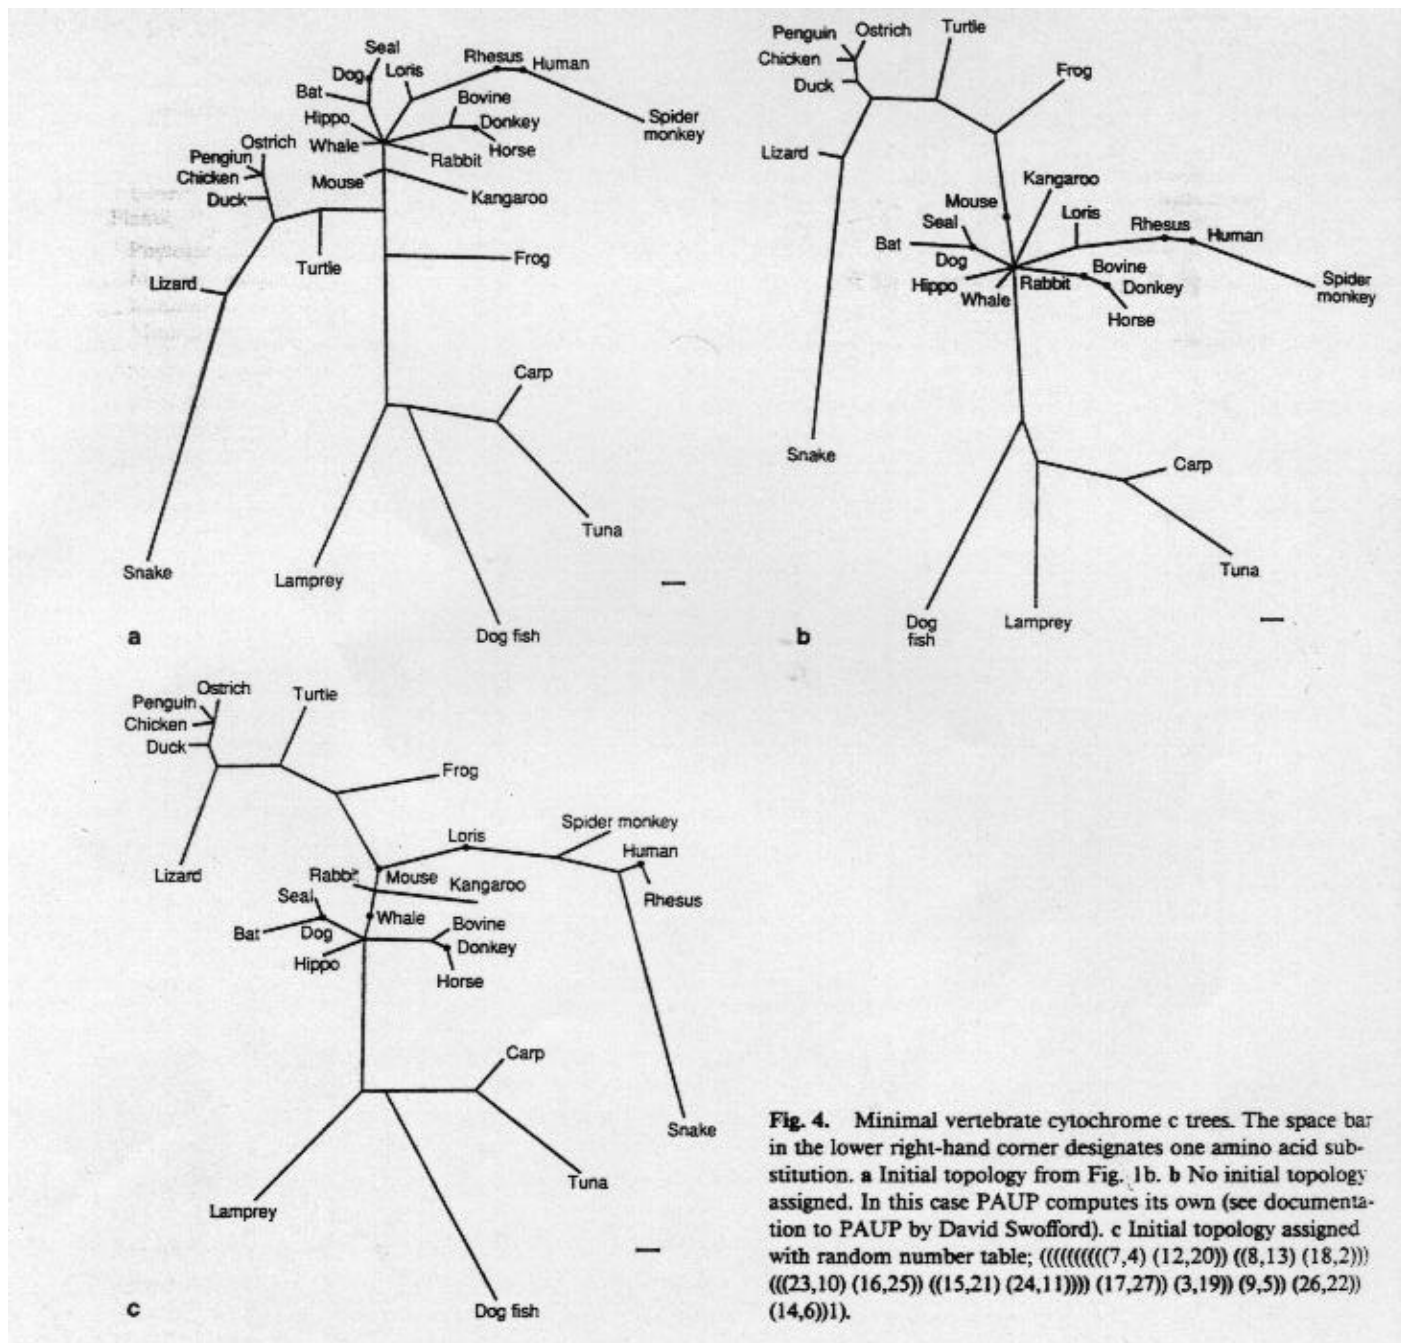 Seal
Dog
Loris
Rhesus
Human
Bat
Bovine
Spider
monkey
Hippo
Donkey
Whale
Horse
Rabbit
Ostrich
Pengiun
Chicken
Mouse
Kangaroo
Duck
Turtle
Frog
Lizard
Carp
Tuna
Snake
Lamprey
Dog fish
a
Penguin
Ostrich
Turtle
Chicken
Duck
Frog
Lizard
Kangaroo
Mouse
Seal
Loris
Rhesus
Human
Bat
Dog
Bovine
Hippo
Rabbit
Donkey
Spider
monkey
Whale
Horse
Snake
Carp
Tuna
Dog
fish
Lamprey
b
Ostrich
Penguin
Turtle
Chicken
Duck
Frog
Spider monkey
Loris
Human
Lizard
Rabbit
Mouse
Kangaroo
Rhesus
Seal
Whale
Bovine
Bat
Dog
Donkey
Hippo
Horse
Carp
Snake
Tuna
Lamprey
Dog fish
c
Fig. 4. Minimal vertebrate cytochrome c trees. The space bar
in the lower right-hand corner designates one amino acid sub-
stitution. a Initial topology from Fig. 1b. b No initial topology
assigned. In this case PAUP computes its own (see documenta-
tion to PAUP by David Swofford). c Initial topology assigned
with random number table; ((((((((((7,4) (12,20)) ((8,13) (18,2)))
(((23,10) (16,25)) ((15,21) (24,11)))) (17,27)) (3,19)) (9,5)) (26,22))
(14,6))1).